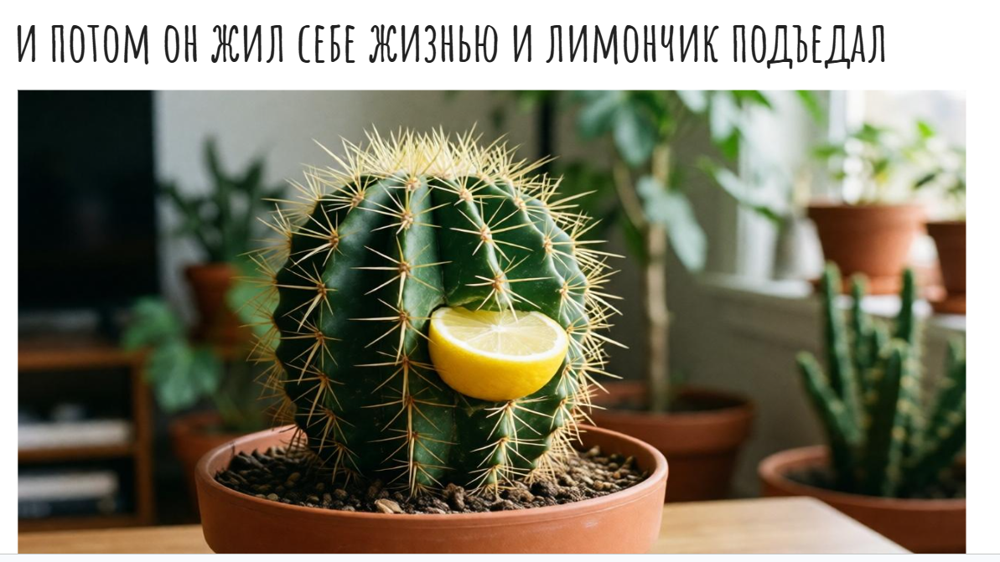 и потом он жил себе жизнью и лимончик подъедал